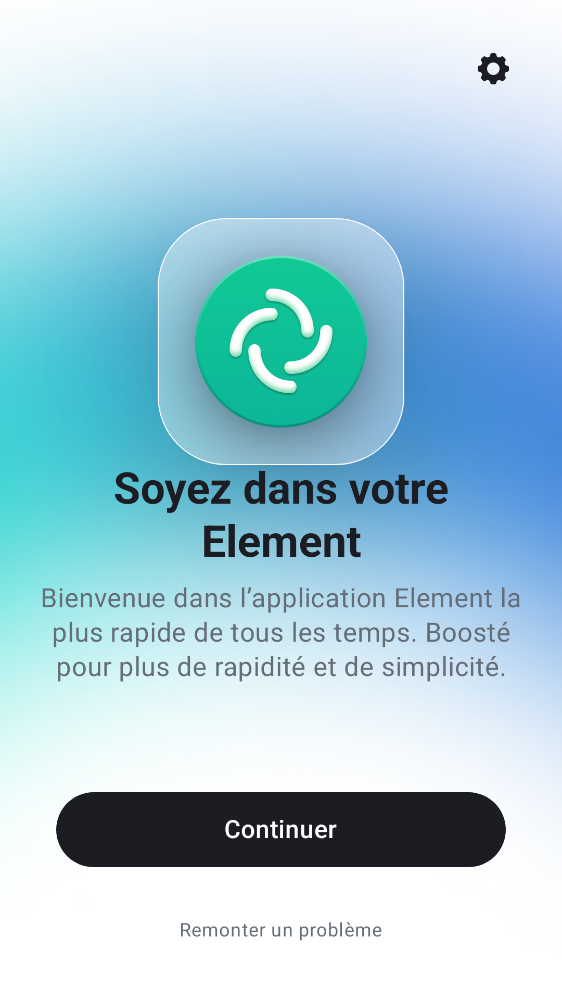 Soyez dans votre
Element
Bienvenue dans l’application Element la
plus rapide de tous les temps. Boosté
pour plus de rapidité et de simplicité.
Continuer
Remonter un problème